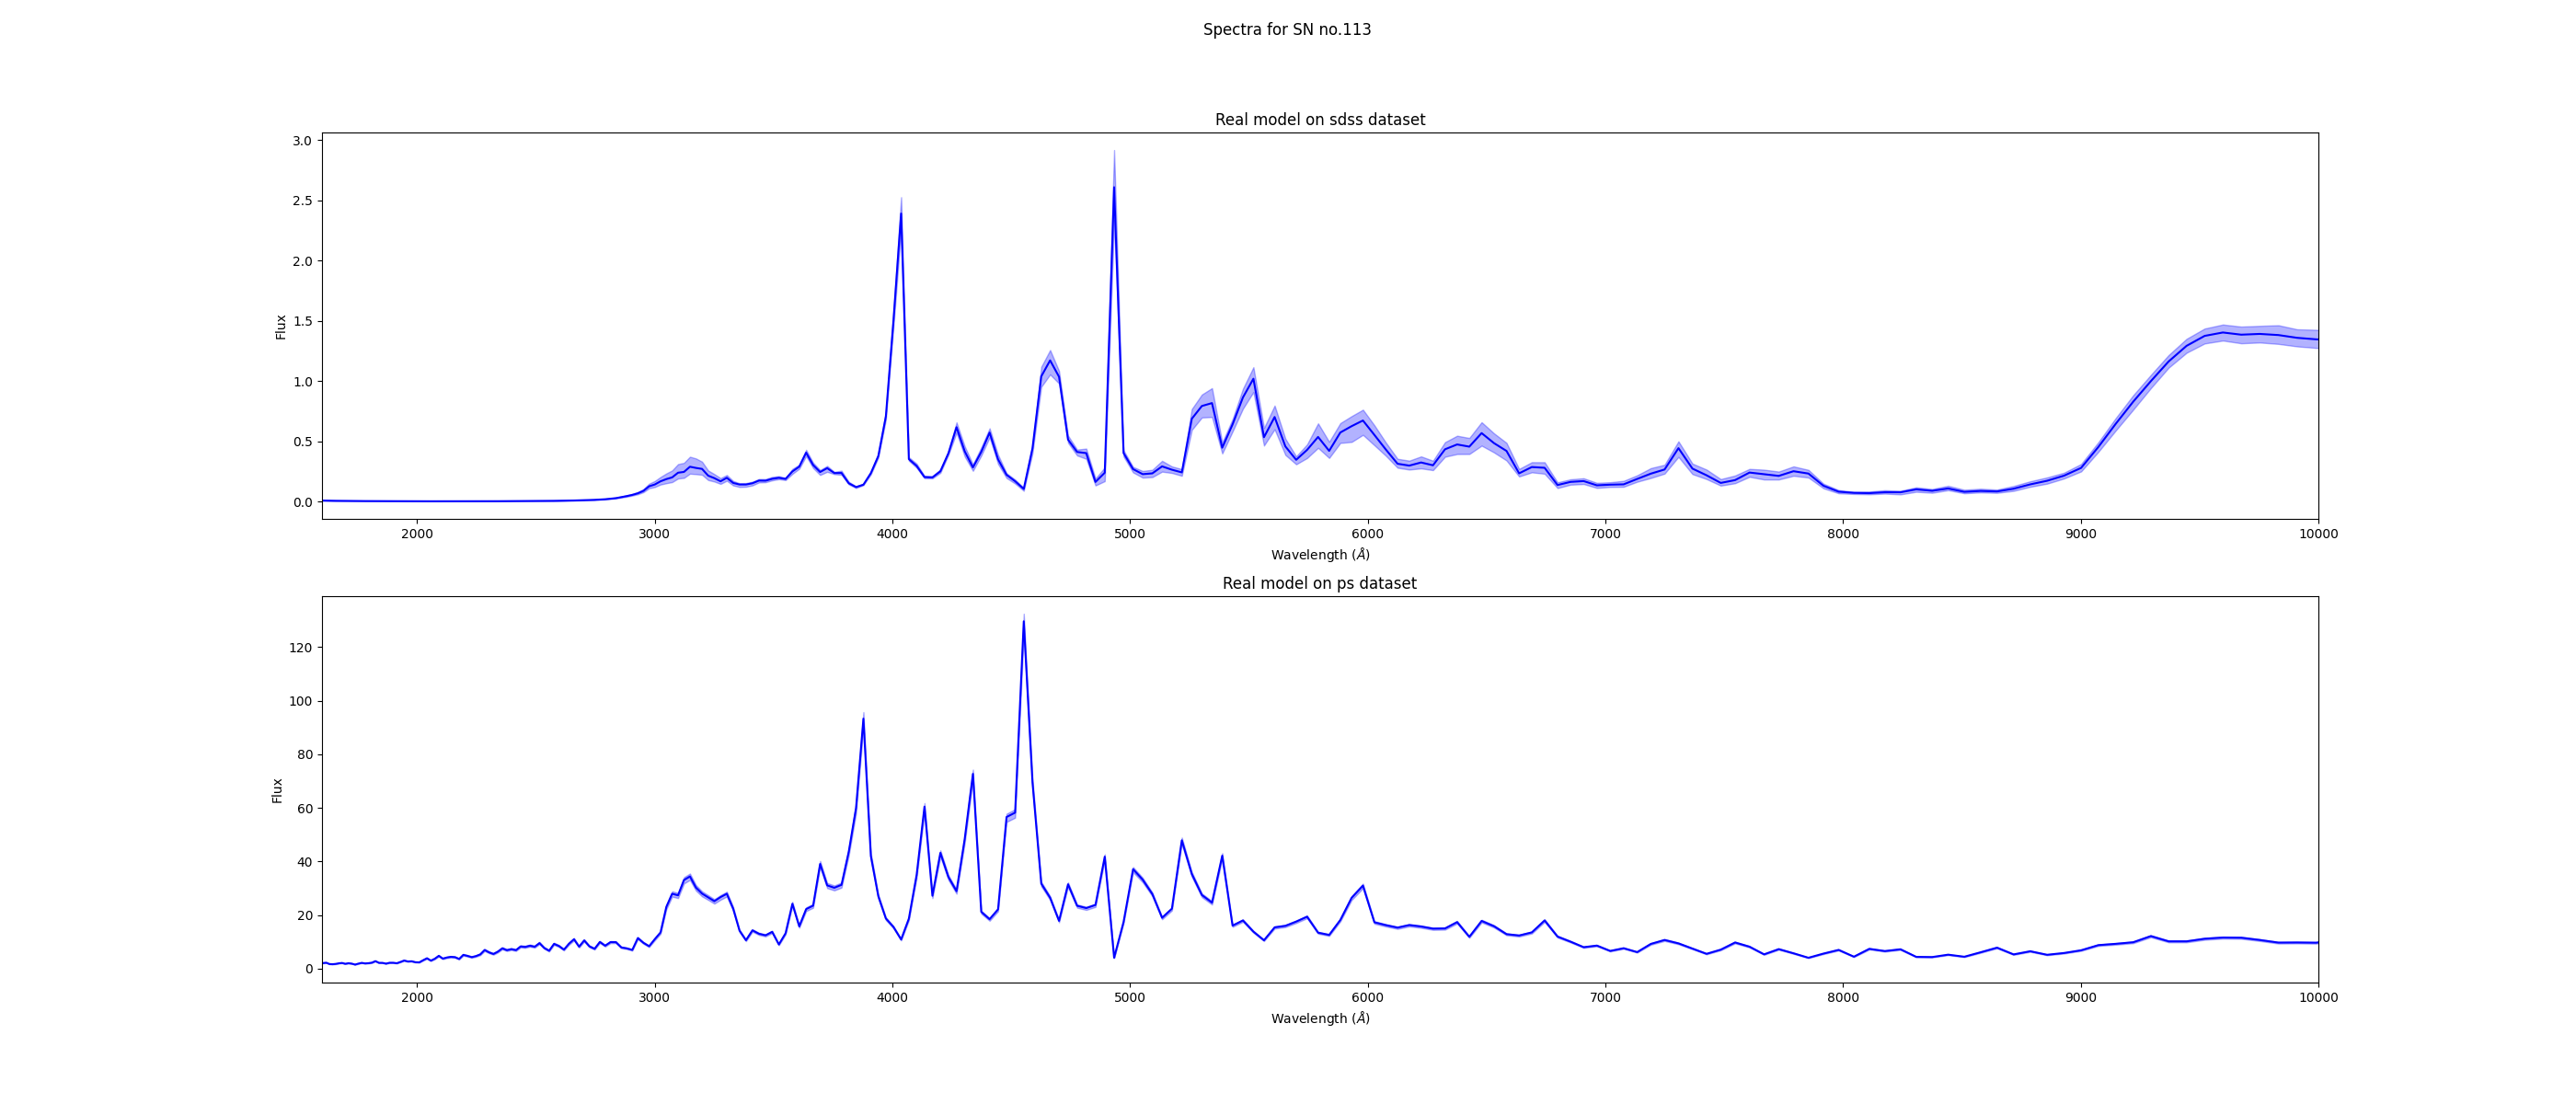 Spectra for SN no.113
Real model on sdss dataset
3.0
2.5
2.0
1.5
1.0
0.5
0.0
Flux
2000 3000 4000 5000 6000 7000 8000 9000 10000
Wavelength (Å)
Real model on ps dataset
120
100
80
60
40
20
0
Flux
2000 3000 4000 5000 6000 7000 8000 9000 10000
Wavelength (Å)